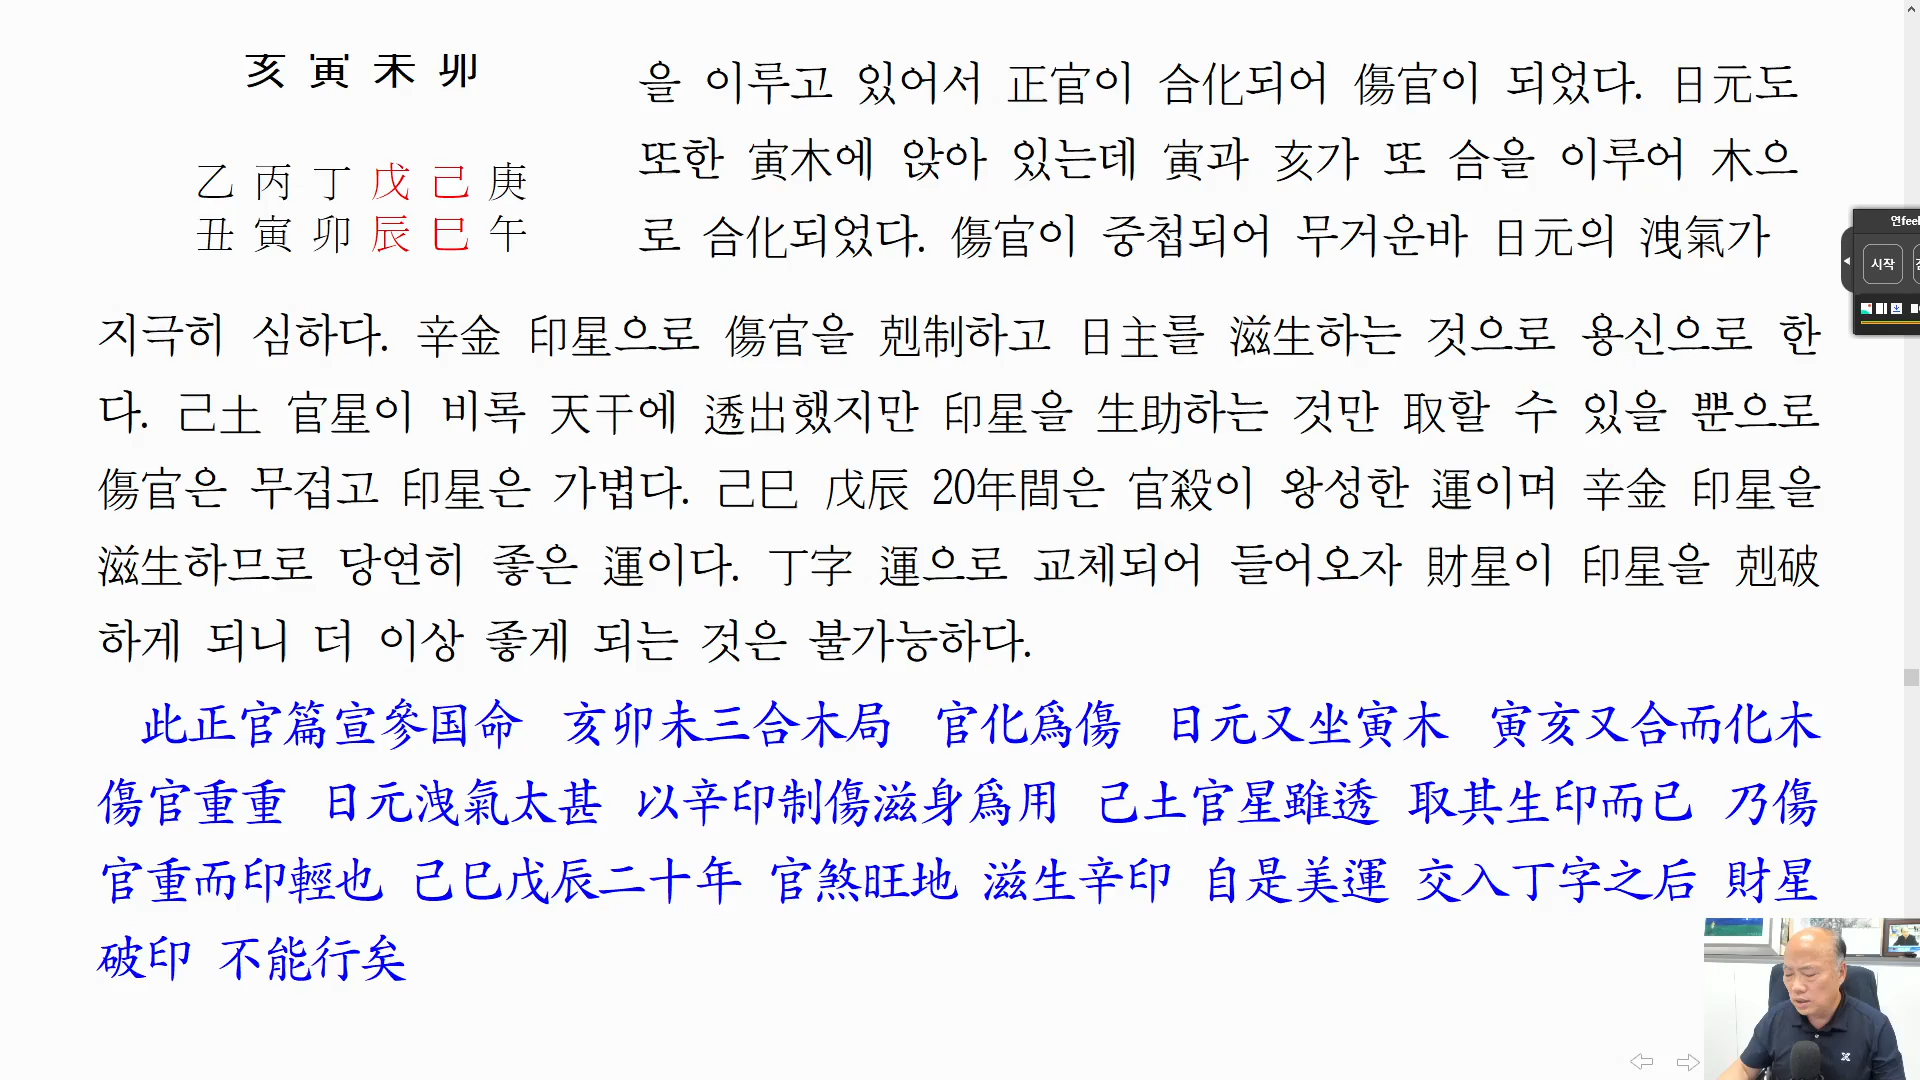 亥 寅 未 卯
乙 丙 丁 戊 己 庚
丑 寅 卯 辰 巳 午
을 이루고 있어서 正官이 合化되어 傷官이 되었다. 日元도
또한 寅木에 앉아 있는데 寅과 亥가 또 合을 이루어 木으
로 合化되었다. 傷官이 중첩되어 무거운바 日元의 洩氣가
지극히 심하다. 辛金 印星으로 傷官을 剋制하고 日主를 滋生하는 것으로 용신으로 한
다. 己土 官星이 비록 天干에 透出했지만 印星을 生助하는 것만 取할 수 있을 뿐으로
傷官은 무겁고 印星은 가볍다. 己巳 戊辰 20年間은 官殺이 왕성한 運이며 辛金 印星을
滋生하므로 당연히 좋은 運이다. 丁字 運으로 교체되어 들어오자 財星이 印星을 剋破
하게 되니 더 이상 좋게 되는 것은 불가능하다.
此正官篇宣參国命 亥卯未三合木局 官化爲傷 日元又坐寅木 寅亥又合而化木
傷官重重 日元洩氣太甚 以辛印制傷滋身爲用 己土官星雖透 取其生印而已 乃傷
官重而印輕也 己巳戊辰二十年 官煞旺地 滋生辛印 自是美運 交入丁字之后 財星
破印 不能行矣
연feel
시작